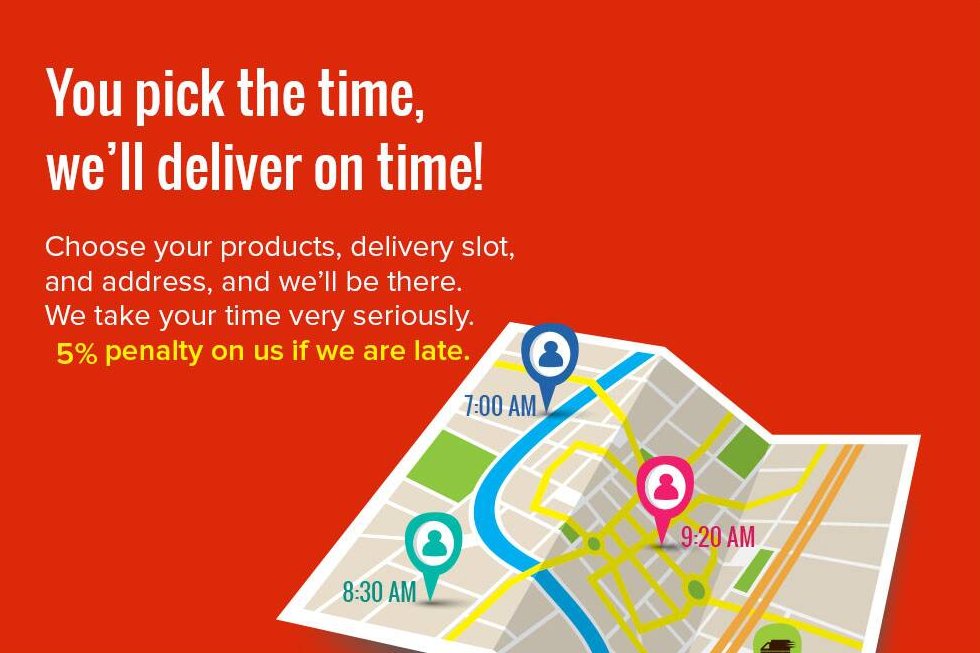 You pick the time,
we’ll deliver on time!
Choose your products, delivery slot,
and address, and we’ll be there.
We take your time very seriously.
5% penalty on us if we are late.
7:00 AM
9:20 AM
8:30 AM